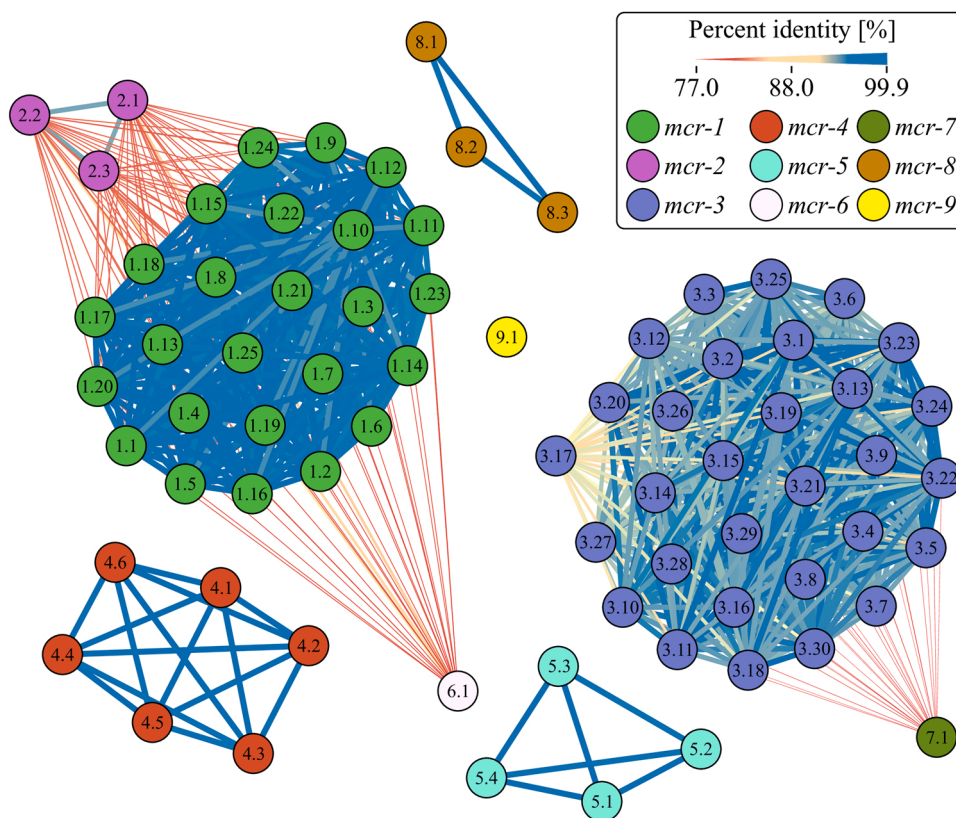 8.1
Percent identity [%]
77.0 88.0 99.9
mcr-1 mcr-4 mcr-7
mcr-2 mcr-5 mcr-8
mcr-3 mcr-6 mcr-9
2.2 2.1
2.3
1.24 1.9
1.12
8.2
8.3
1.15 1.22 1.10 1.11
1.18 1.8 1.21 1.3 1.23
1.17 1.13 1.25 1.7 1.14
1.20 1.4 1.19 1.6
1.1 1.5 1.16 1.2
9.1
3.3 3.25 3.6
3.12 3.2 3.1 3.23
3.20 3.26 3.19 3.13 3.24
3.17 3.15 3.9
3.14 3.21 3.22
3.27 3.29 3.4 3.5
3.28 3.8
3.10 3.16 3.7
3.11 3.18 3.30
4.6 4.1
4.4 4.2
4.5 4.3
6.1
5.3
5.2
5.4 5.1
7.1